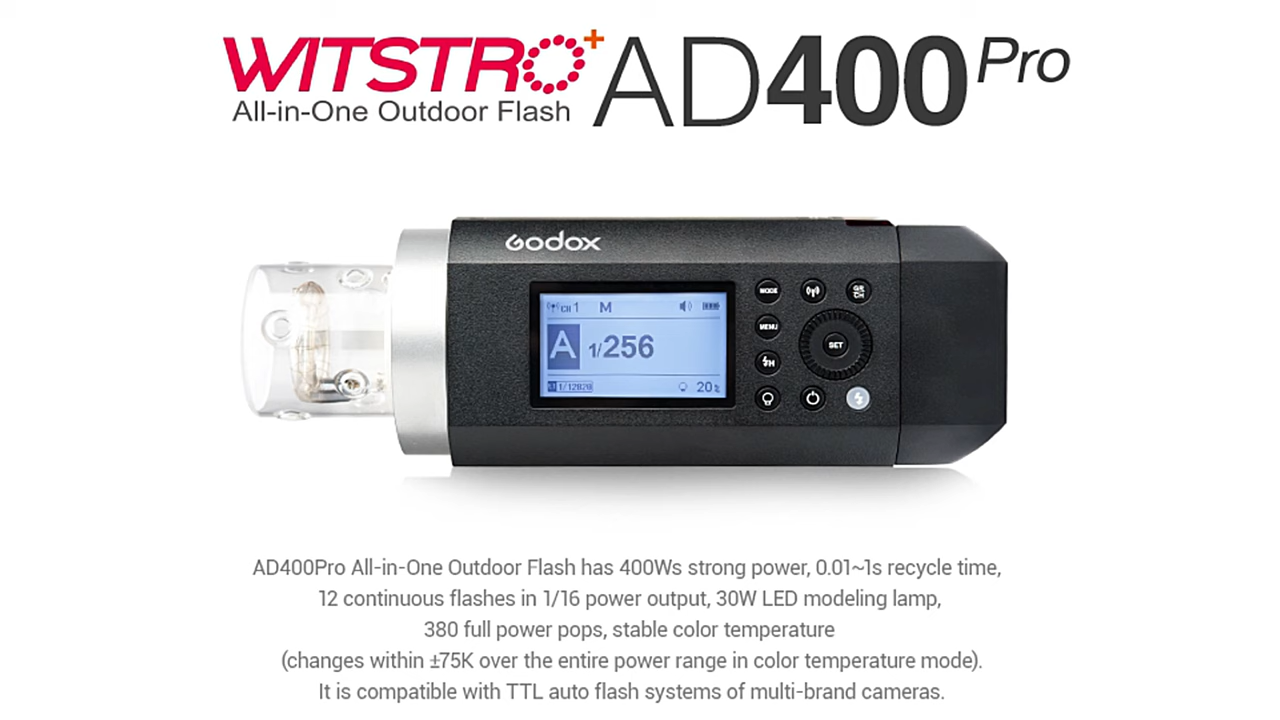 WITSTRO+ AD400Pro
All-in-One Outdoor Flash
Godox
CH 1 M
A 1/256
1/12820 20%
MODE
GR/CH
MENU
SET
H
AD400Pro All-in-One Outdoor Flash has 400Ws strong power, 0.01~1s recycle time,
12 continuous flashes in 1/16 power output, 30W LED modeling lamp,
380 full power pops, stable color temperature
(changes within ±75K over the entire power range in color temperature mode).
It is compatible with TTL auto flash systems of multi-brand cameras.